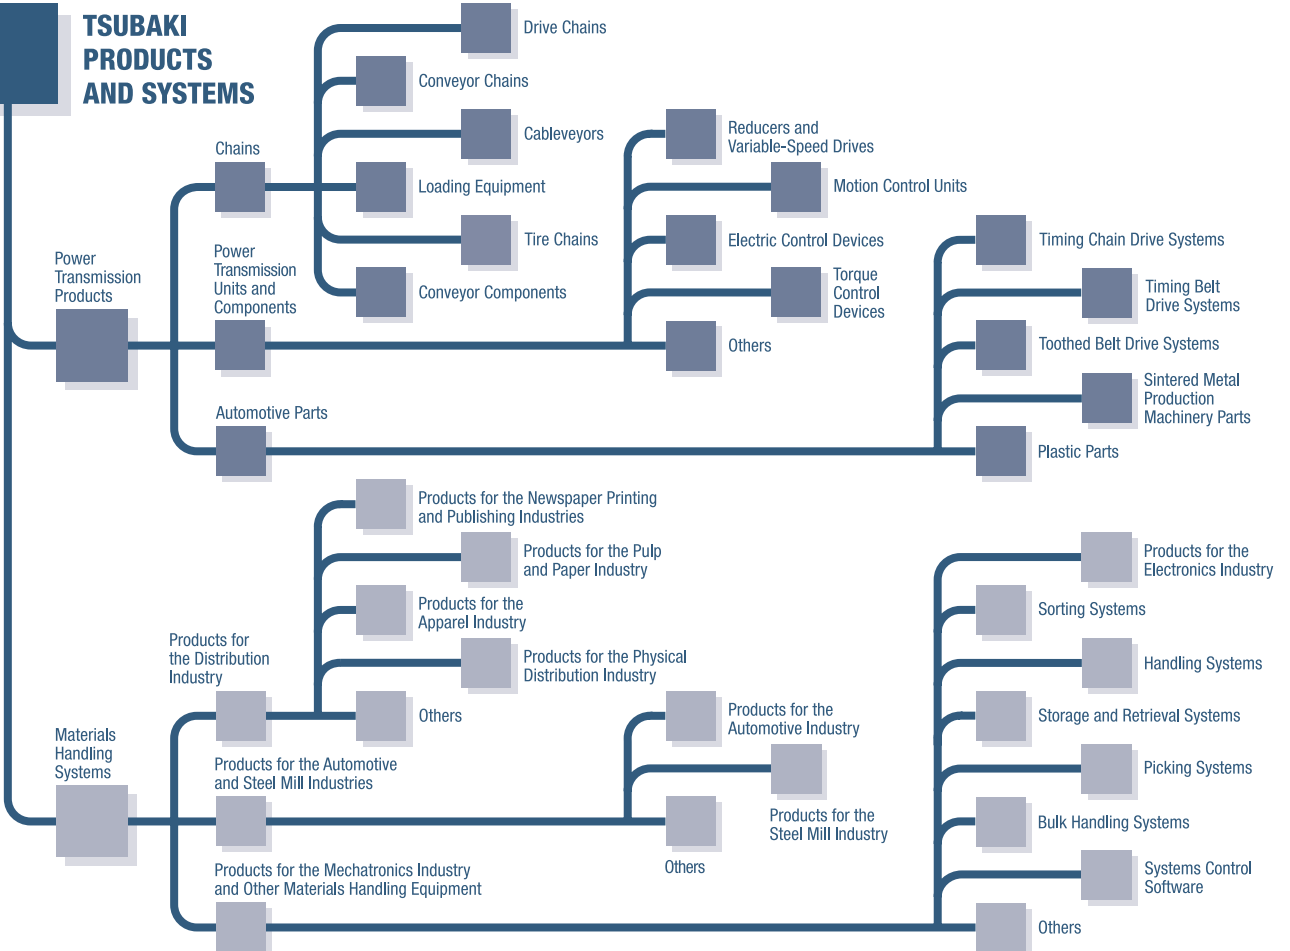 TSUBAKI
PRODUCTS
AND SYSTEMS
Power
Transmission
Products
Chains
Drive Chains
Conveyor Chains
Cableveyors
Loading Equipment
Tire Chains
Conveyor Components
Power
Transmission
Units and
Components
Reducers and
Variable-Speed Drives
Motion Control Units
Electric Control Devices
Torque
Control
Devices
Others
Automotive Parts
Timing Chain Drive Systems
Timing Belt
Drive Systems
Toothed Belt Drive Systems
Sintered Metal
Production
Machinery Parts
Plastic Parts
Materials
Handling
Systems
Products for
the Distribution
Industry
Products for the Newspaper Printing
and Publishing Industries
Products for the Pulp
and Paper Industry
Products for the
Apparel Industry
Products for the Physical
Distribution Industry
Others
Products for the Automotive
and Steel Mill Industries
Products for the
Automotive Industry
Products for the
Steel Mill Industry
Others
Products for the Mechatronics Industry
and Other Materials Handling Equipment
Products for the
Electronics Industry
Sorting Systems
Handling Systems
Storage and Retrieval Systems
Picking Systems
Bulk Handling Systems
Systems Control
Software
Others